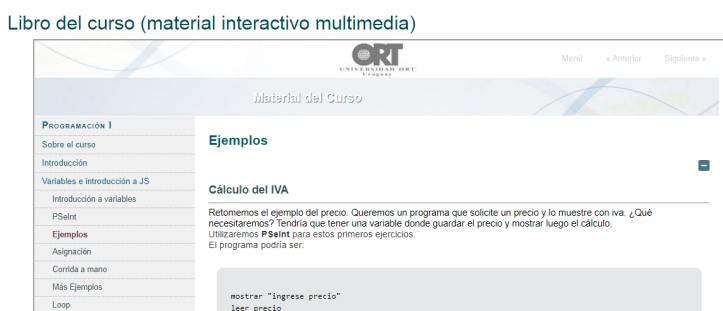 Libro del curso (material interactivo multimedia)
ORT
UNIVERSIDAD ORT
Uruguay
Menú « Anterior Siguiente »
Material del Curso
PROGRAMACIÓN I
Sobre el curso
Introducción
Variables e introducción a JS
Introducción a variables
PSeInt
Ejemplos
Asignación
Corrida a mano
Más Ejemplos
Loop
Ejemplos
Cálculo del IVA
Retomemos el ejemplo del precio. Queremos un programa que solicite un precio y lo muestre con iva. ¿Qué
necesitaremos? Tendría que tener una variable donde guardar el precio y mostrar luego el cálculo.
Utilizaremos PSeInt para estos primeros ejercicios.
El programa podría ser:
mostrar "ingrese precio"
leer precio